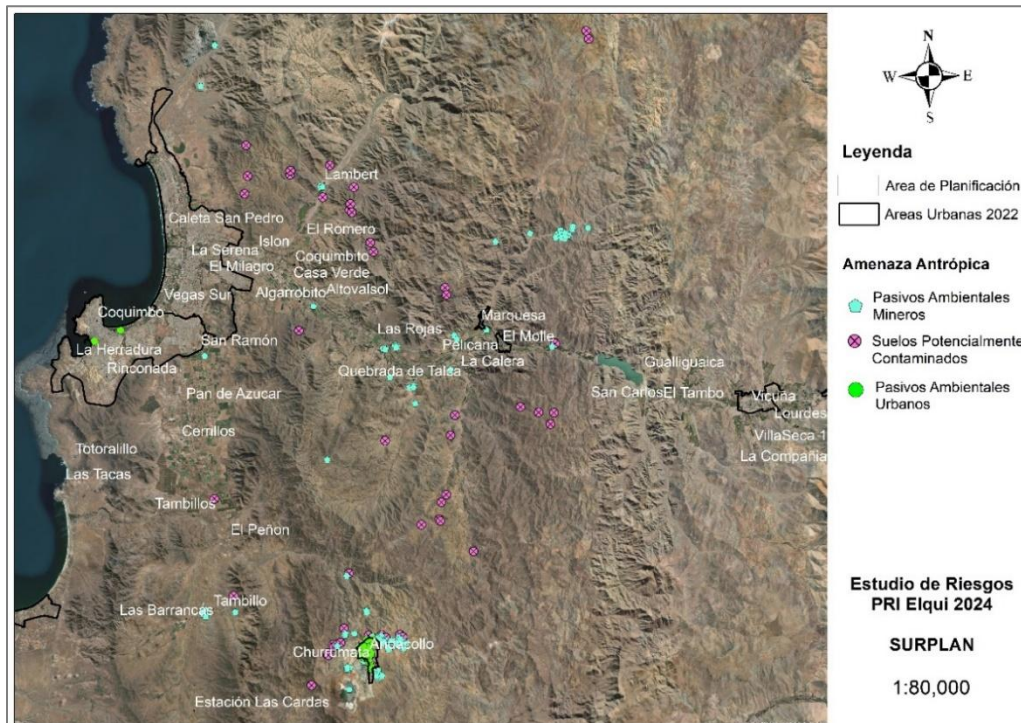 Lambert
Caleta San Pedro
El Romero
Islon
La Serena
El Milagro
Coquimbito
Casa Verde
Algarrobito
Altovalsol
Vegas Sur
Coquimbo
Marquesa
Las Rojas
San Ramón
El Molle
Pelicana
La Herradura
La Calera
Gualliguaica
Rinconada
Quebrada de Talca
Pan de Azucar
San Carlos
El Tambo
Vicuña
Lourdes
Cerrillos
VillaSeca 1
Totoralillo
La Compañia
Las Tacas
Tambillos
El Peñon
Tambillo
Las Barrancas
Andacollo
Churrumata
Estación Las Cardas
N
W
E
S
Leyenda
Area de Planificación
Areas Urbanas 2022
Amenaza Antrópica
Pasivos Ambientales
Mineros
Suelos Potencialmente
Contaminados
Pasivos Ambientales
Urbanos
Estudio de Riesgos
PRI Elqui 2024
SURPLAN
1:80,000